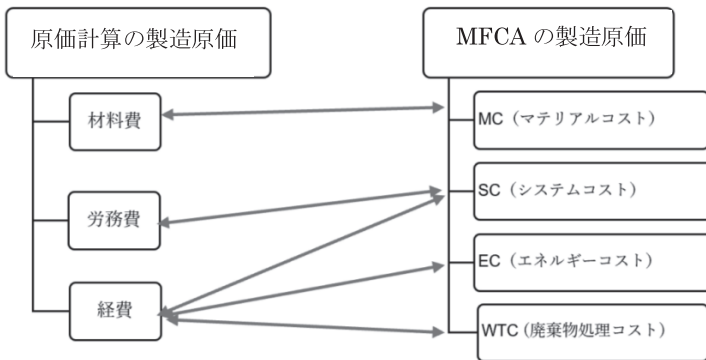 原価計算の製造原価
材料費
労務費
経費
MFCA の製造原価
MC（マテリアルコスト）
SC（システムコスト）
EC（エネルギーコスト）
WTC (廃棄物処理コスト）